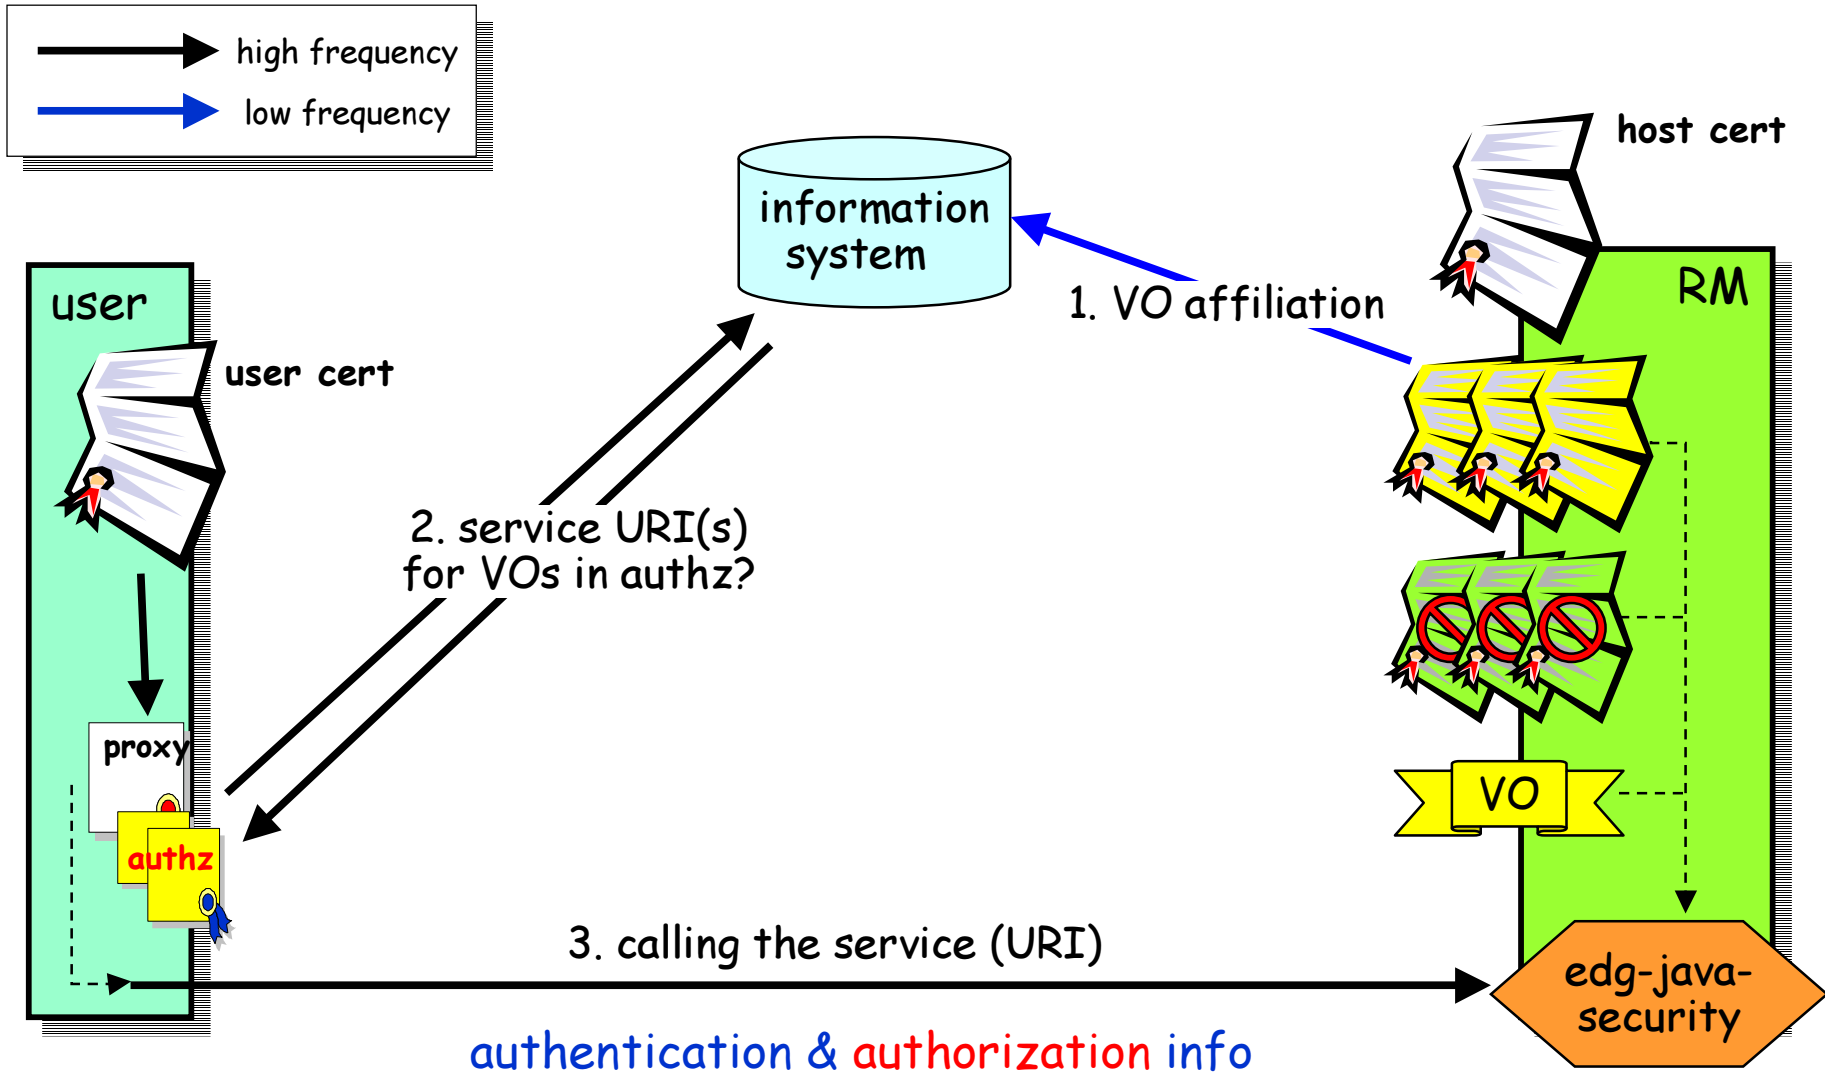 high frequency
low frequency
host cert
information
system
RM
user
1. VO affiliation
user cert
2. service URI(s)
for VOs in authz?
proxy
VO
authz
3. calling the service (URI)
edg-java-
security
authentication & authorization info